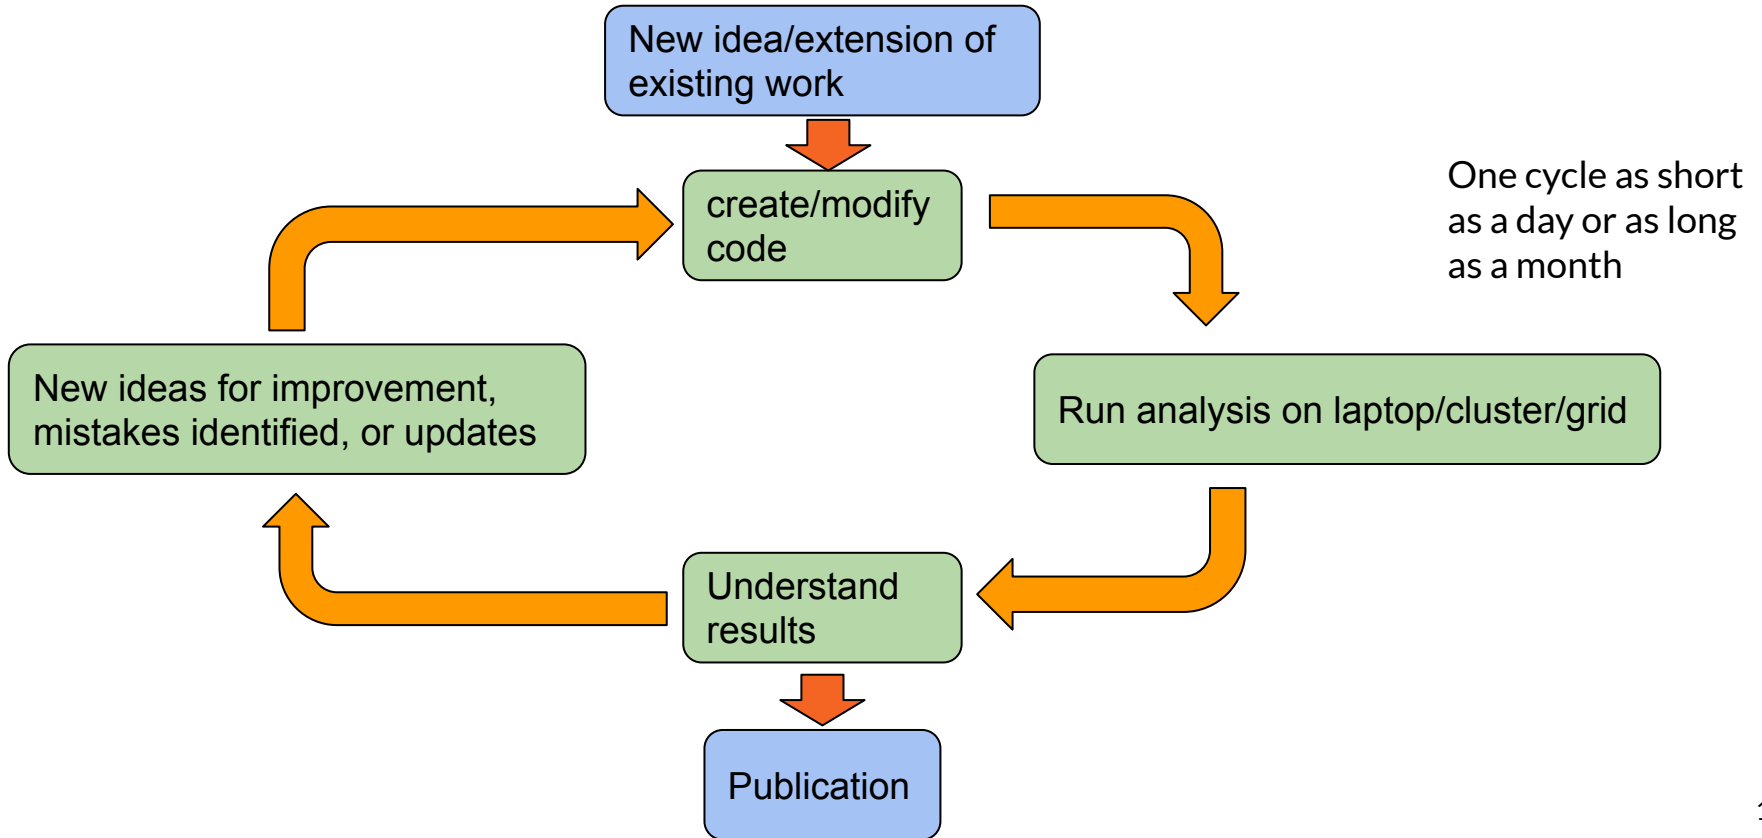 New idea/extension of
existing work
create/modify
code
One cycle as short
as a day or as long
as a month
New ideas for improvement,
mistakes identified, or updates
Run analysis on laptop/cluster/grid
Understand
results
Publication